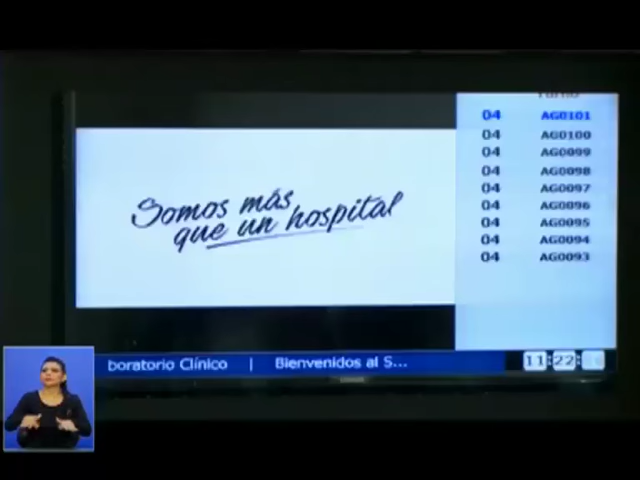 Turno
04 AG0101
04 AG0100
04 AG0099
04 AG0098
04 AG0097
04 AG0096
04 AG0095
04 AG0094
04 AG0093
Somos más
que un hospital
boratorio Clínico | Bienvenidos al S...
11:22: